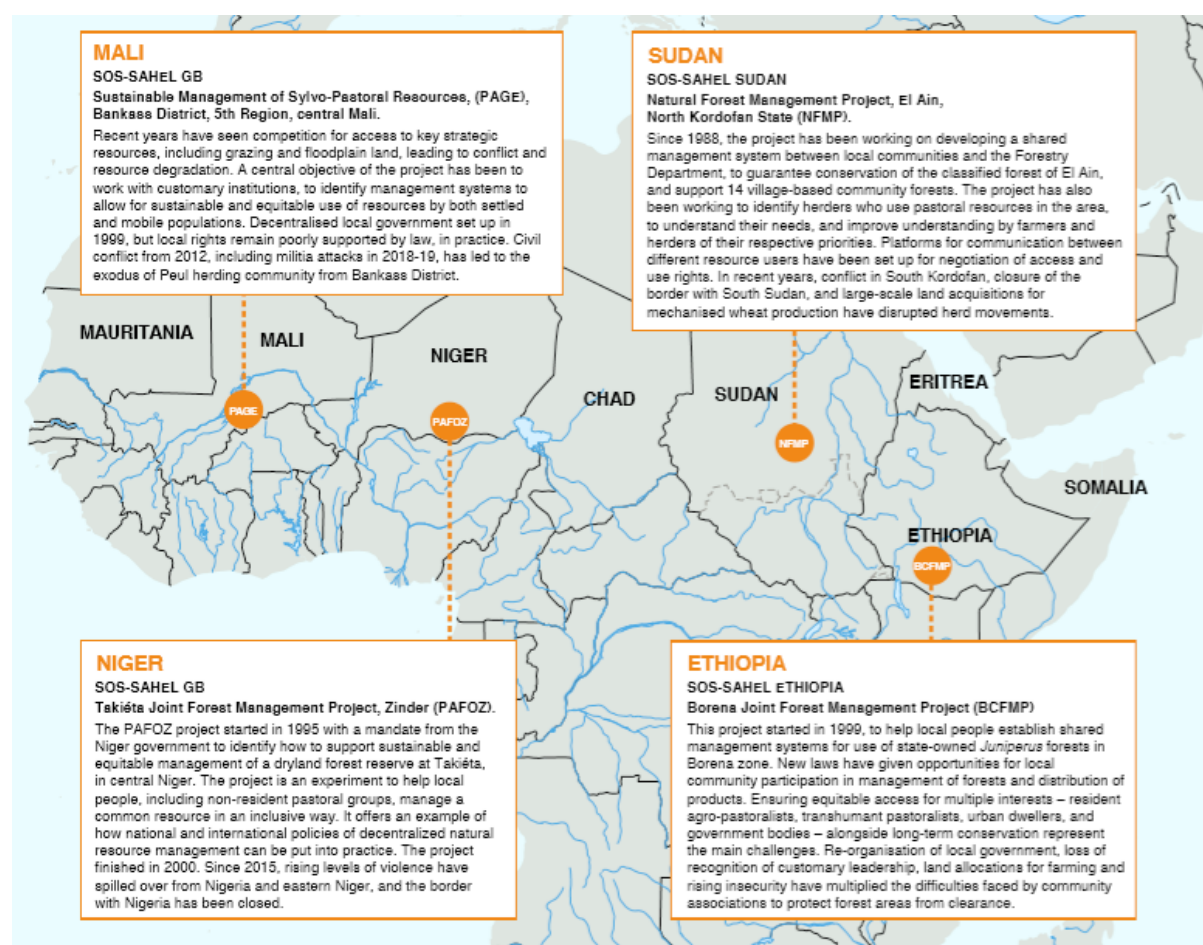 MALI
SOS-SAHEL GB
Sustainable Management of Sylvo-Pastoral Resources, (PAGE),
Bankass District, 5th Region, central Mali.
Recent years have seen competition for access to key strategic
resources, including grazing and floodplain land, leading to conflict and
resource degradation. A central objective of the project has been to
work with customary institutions, to identify management systems to
allow for sustainable and equitable use of resources by both settled
and mobile populations. Decentralised local government set up in
1999, but local rights remain poorly supported by law, in practice. Civil
conflict from 2012, including militia attacks in 2018-19, has led to the
exodus of Peul herding community from Bankass District.
SUDAN
SOS-SAHEL SUDAN
Natural Forest Management Project, El Ain,
North Kordofan State (NFMP).
Since 1988, the project has been working on developing a shared
management system between local communities and the Forestry
Department, to guarantee conservation of the classified forest of El Ain,
and support 14 village-based community forests. The project has also
been working to identify herders who use pastoral resources in the area,
to understand their needs, and improve understanding by farmers and
herders of their respective priorities. Platforms for communication between
different resource users have been set up for negotiation of access and
use rights. In recent years, conflict in South Kordofan, closure of the
border with South Sudan, and large-scale land acquisitions for
mechanised wheat production have disrupted herd movements.
MAURITANIA
MALI
NIGER
CHAD
SUDAN
ERITREA
SOMALIA
ETHIOPIA
PAGE
PAFOZ
NFMP
BCFMP
NIGER
SOS-SAHEL GB
Takiéta Joint Forest Management Project, Zinder (PAFOZ).
The PAFOZ project started in 1995 with a mandate from the
Niger government to identify how to support sustainable and
equitable management of a dryland forest reserve at Takiéta,
in central Niger. The project is an experiment to help local
people, including non-resident pastoral groups, manage a
common resource in an inclusive way. It offers an example of
how national and international policies of decentralized natural
resource management can be put into practice. The project
finished in 2000. Since 2015, rising levels of violence have
spilled over from Nigeria and eastern Niger, and the border
with Nigeria has been closed.
ETHIOPIA
SOS-SAHEL ETHIOPIA
Borena Joint Forest Management Project (BCFMP)
This project started in 1999, to help local people establish shared
management systems for use of state-owned Juniperus forests in
Borena zone. New laws have given opportunities for local
community participation in management of forests and distribution of
products. Ensuring equitable access for multiple interests – resident
agro-pastoralists, transhumant pastoralists, urban dwellers, and
government bodies – alongside long-term conservation represent
the main challenges. Re-organisation of local government, loss of
recognition of customary leadership, land allocations for farming and
rising insecurity have multiplied the difficulties faced by community
associations to protect forest areas from clearance.